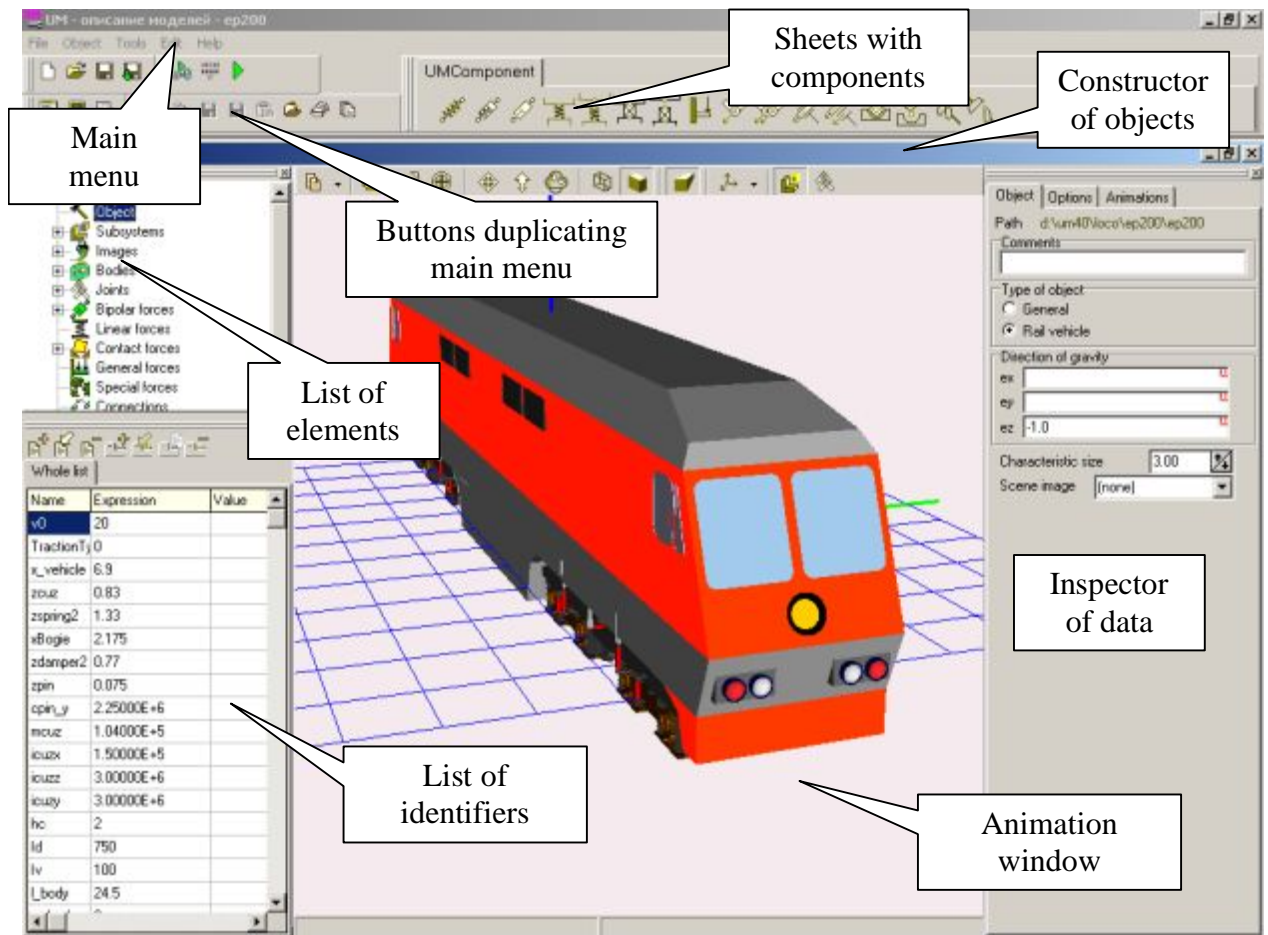 UM - описание моделей - ep200
File Object Tools Edit Help
UMComponent
Sheets with
components
Constructor
of objects
Main
menu
Buttons duplicating
main menu
Object
Subsystems
Images
Bodies
Joints
Bipolar forces
Linear forces
Contact forces
General forces
Special forces
Connections
List of
elements
Whole list
Name Expression Value
v0 20
TractionTy 0
x_vehicle 6.9
zcuz 0.83
zspring2 1.33
xBogie 2.175
zdamper2 0.77
zpin 0.075
cpin_y 2.25000E+6
mcuz 1.04000E+5
icuzx 1.50000E+5
icuzz 3.00000E+6
icuzy 3.00000E+6
hc 2
ld 750
lv 100
l_body 24.5
List of
identifiers
Object Options Animations
Path d:\um40\loco\ep200\ep200
Comments
Type of object
General
Rail vehicle
Direction of gravity
ex
ey
ez -1.0
Characteristic size 3.00
Scene image (none)
Inspector
of data
Animation
window